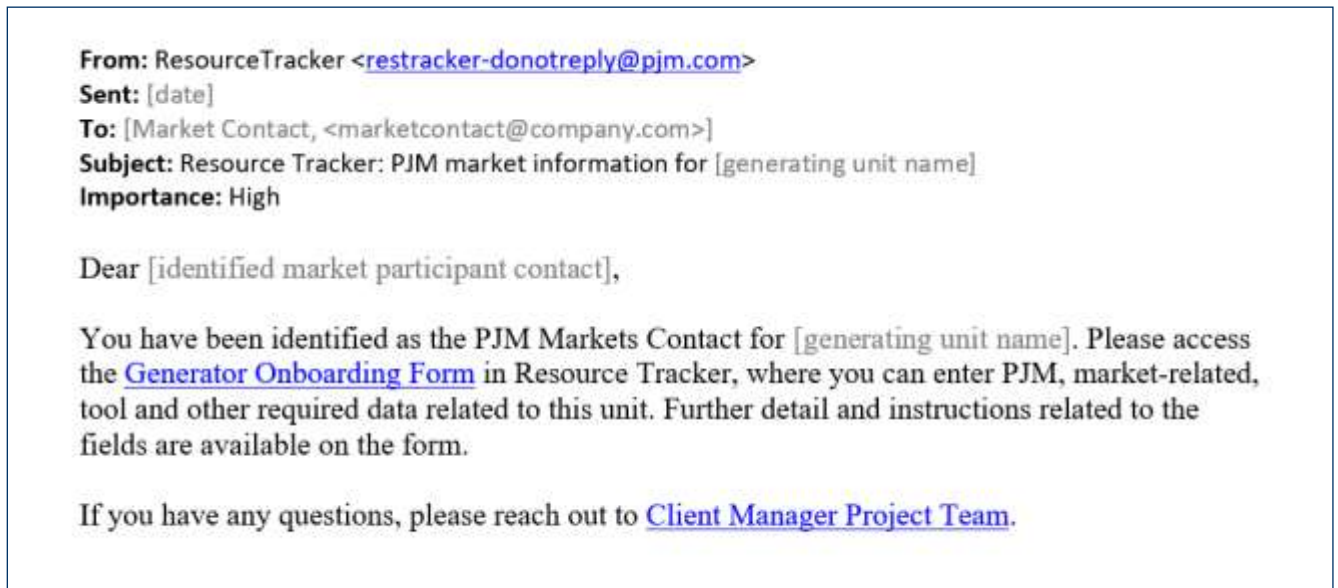 From: ResourceTracker <restracker-donotreply@pjm.com>
Sent: [date]
To: [Market Contact, <marketcontact@company.com>]
Subject: Resource Tracker: PJM market information for [generating unit name]
Importance: High
Dear [identified market participant contact],
You have been identified as the PJM Markets Contact for [generating unit name]. Please access
the Generator Onboarding Form in Resource Tracker, where you can enter PJM, market-related,
tool and other required data related to this unit. Further detail and instructions related to the
fields are available on the form.
If you have any questions, please reach out to Client Manager Project Team.